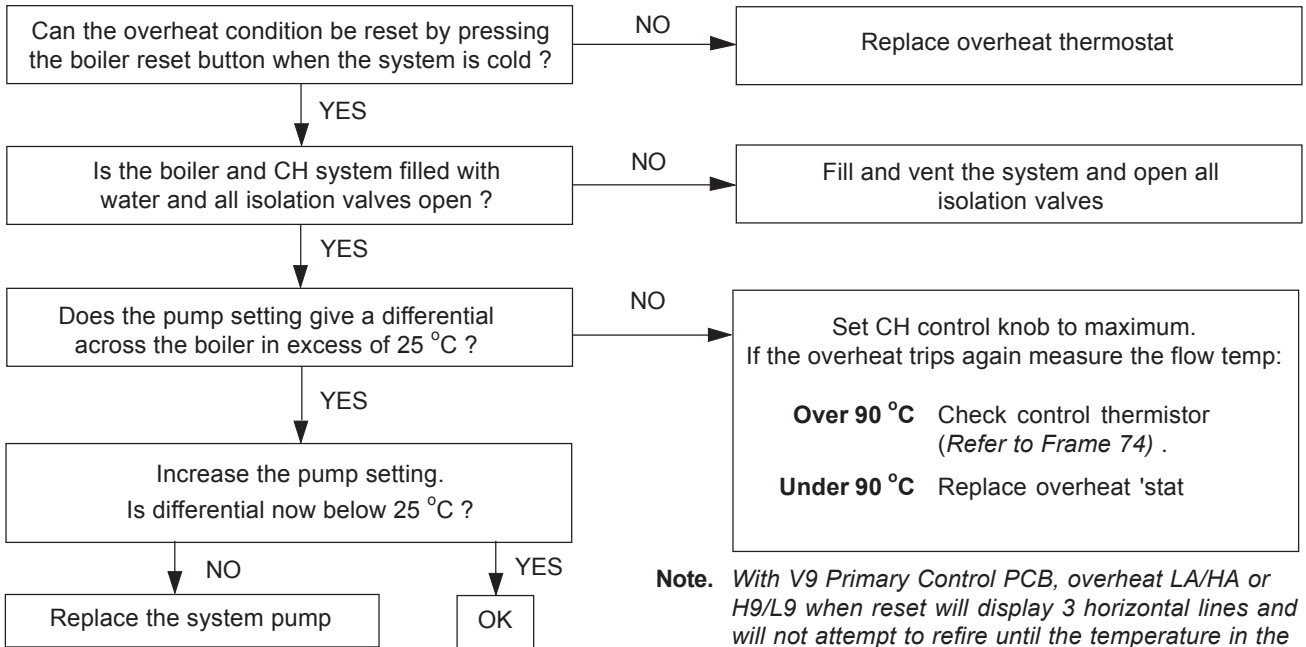 Can the overheat condition be reset by pressing
the boiler reset button when the system is cold ?
NO
Replace overheat thermostat
YES
Is the boiler and CH system filled with
water and all isolation valves open ?
NO
Fill and vent the system and open all
isolation valves
YES
Does the pump setting give a differential
across the boiler in excess of 25 °C ?
NO
Set CH control knob to maximum.
If the overheat trips again measure the flow temp:
Over 90 °C Check control thermistor
(Refer to Frame 74) .
Under 90 °C Replace overheat 'stat
YES
Increase the pump setting.
Is differential now below 25 °C ?
NO
YES
Replace the system pump
OK
Note. With V9 Primary Control PCB, overheat LA/HA or
H9/L9 when reset will display 3 horizontal lines and
will not attempt to refire until the temperature in the